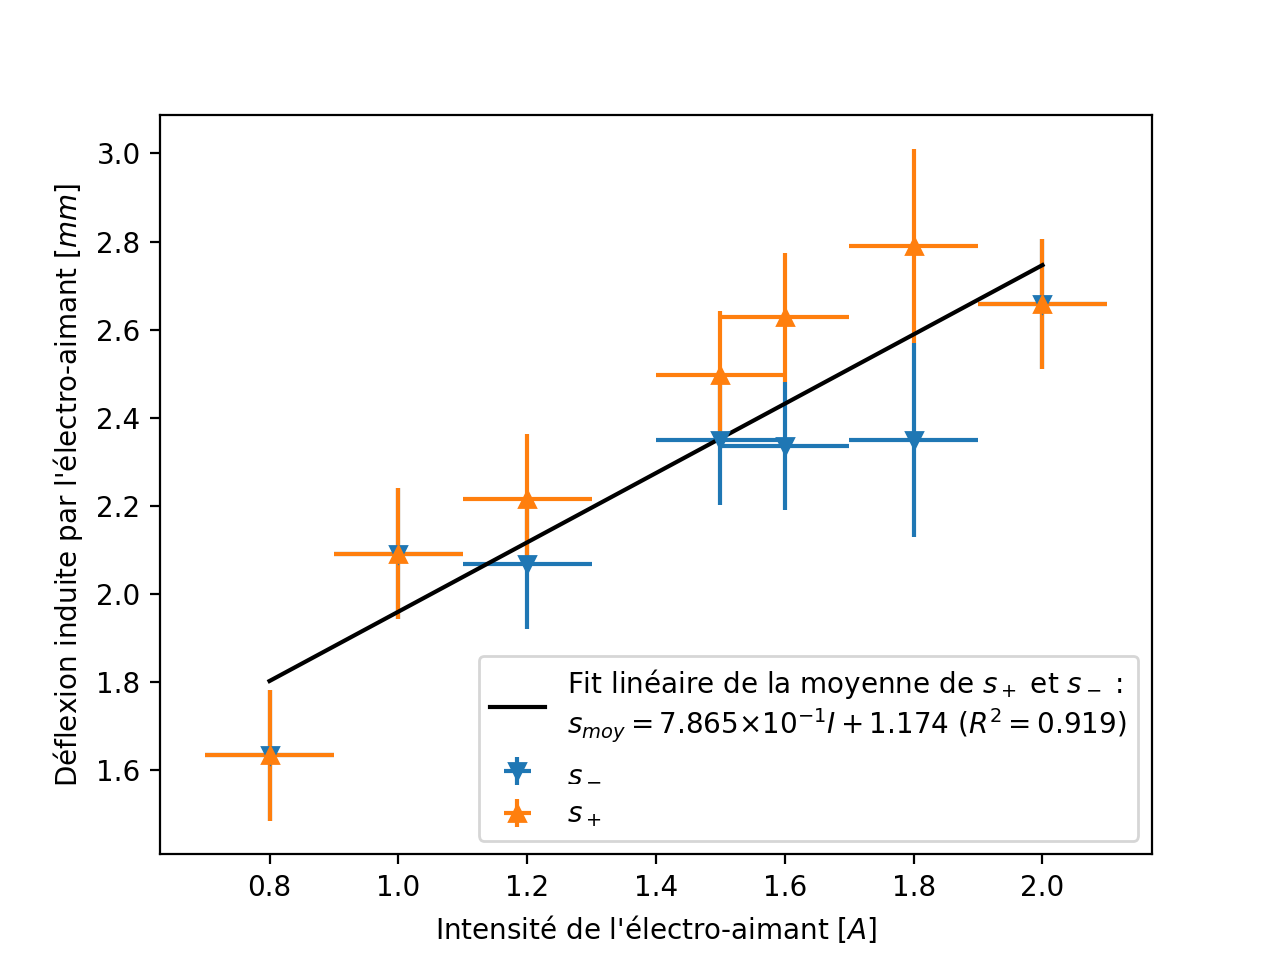 3.0
2.8
2.6
2.4
2.2
2.0
1.8
1.6
Déflexion induite par l'électro-aimant [mm]
Fit linéaire de la moyenne de s₊ et s₋ :
s_moy = 7.865×10⁻¹I + 1.174 (R² = 0.919)
s₋
s₊
0.8 1.0 1.2 1.4 1.6 1.8 2.0
Intensité de l'électro-aimant [A]